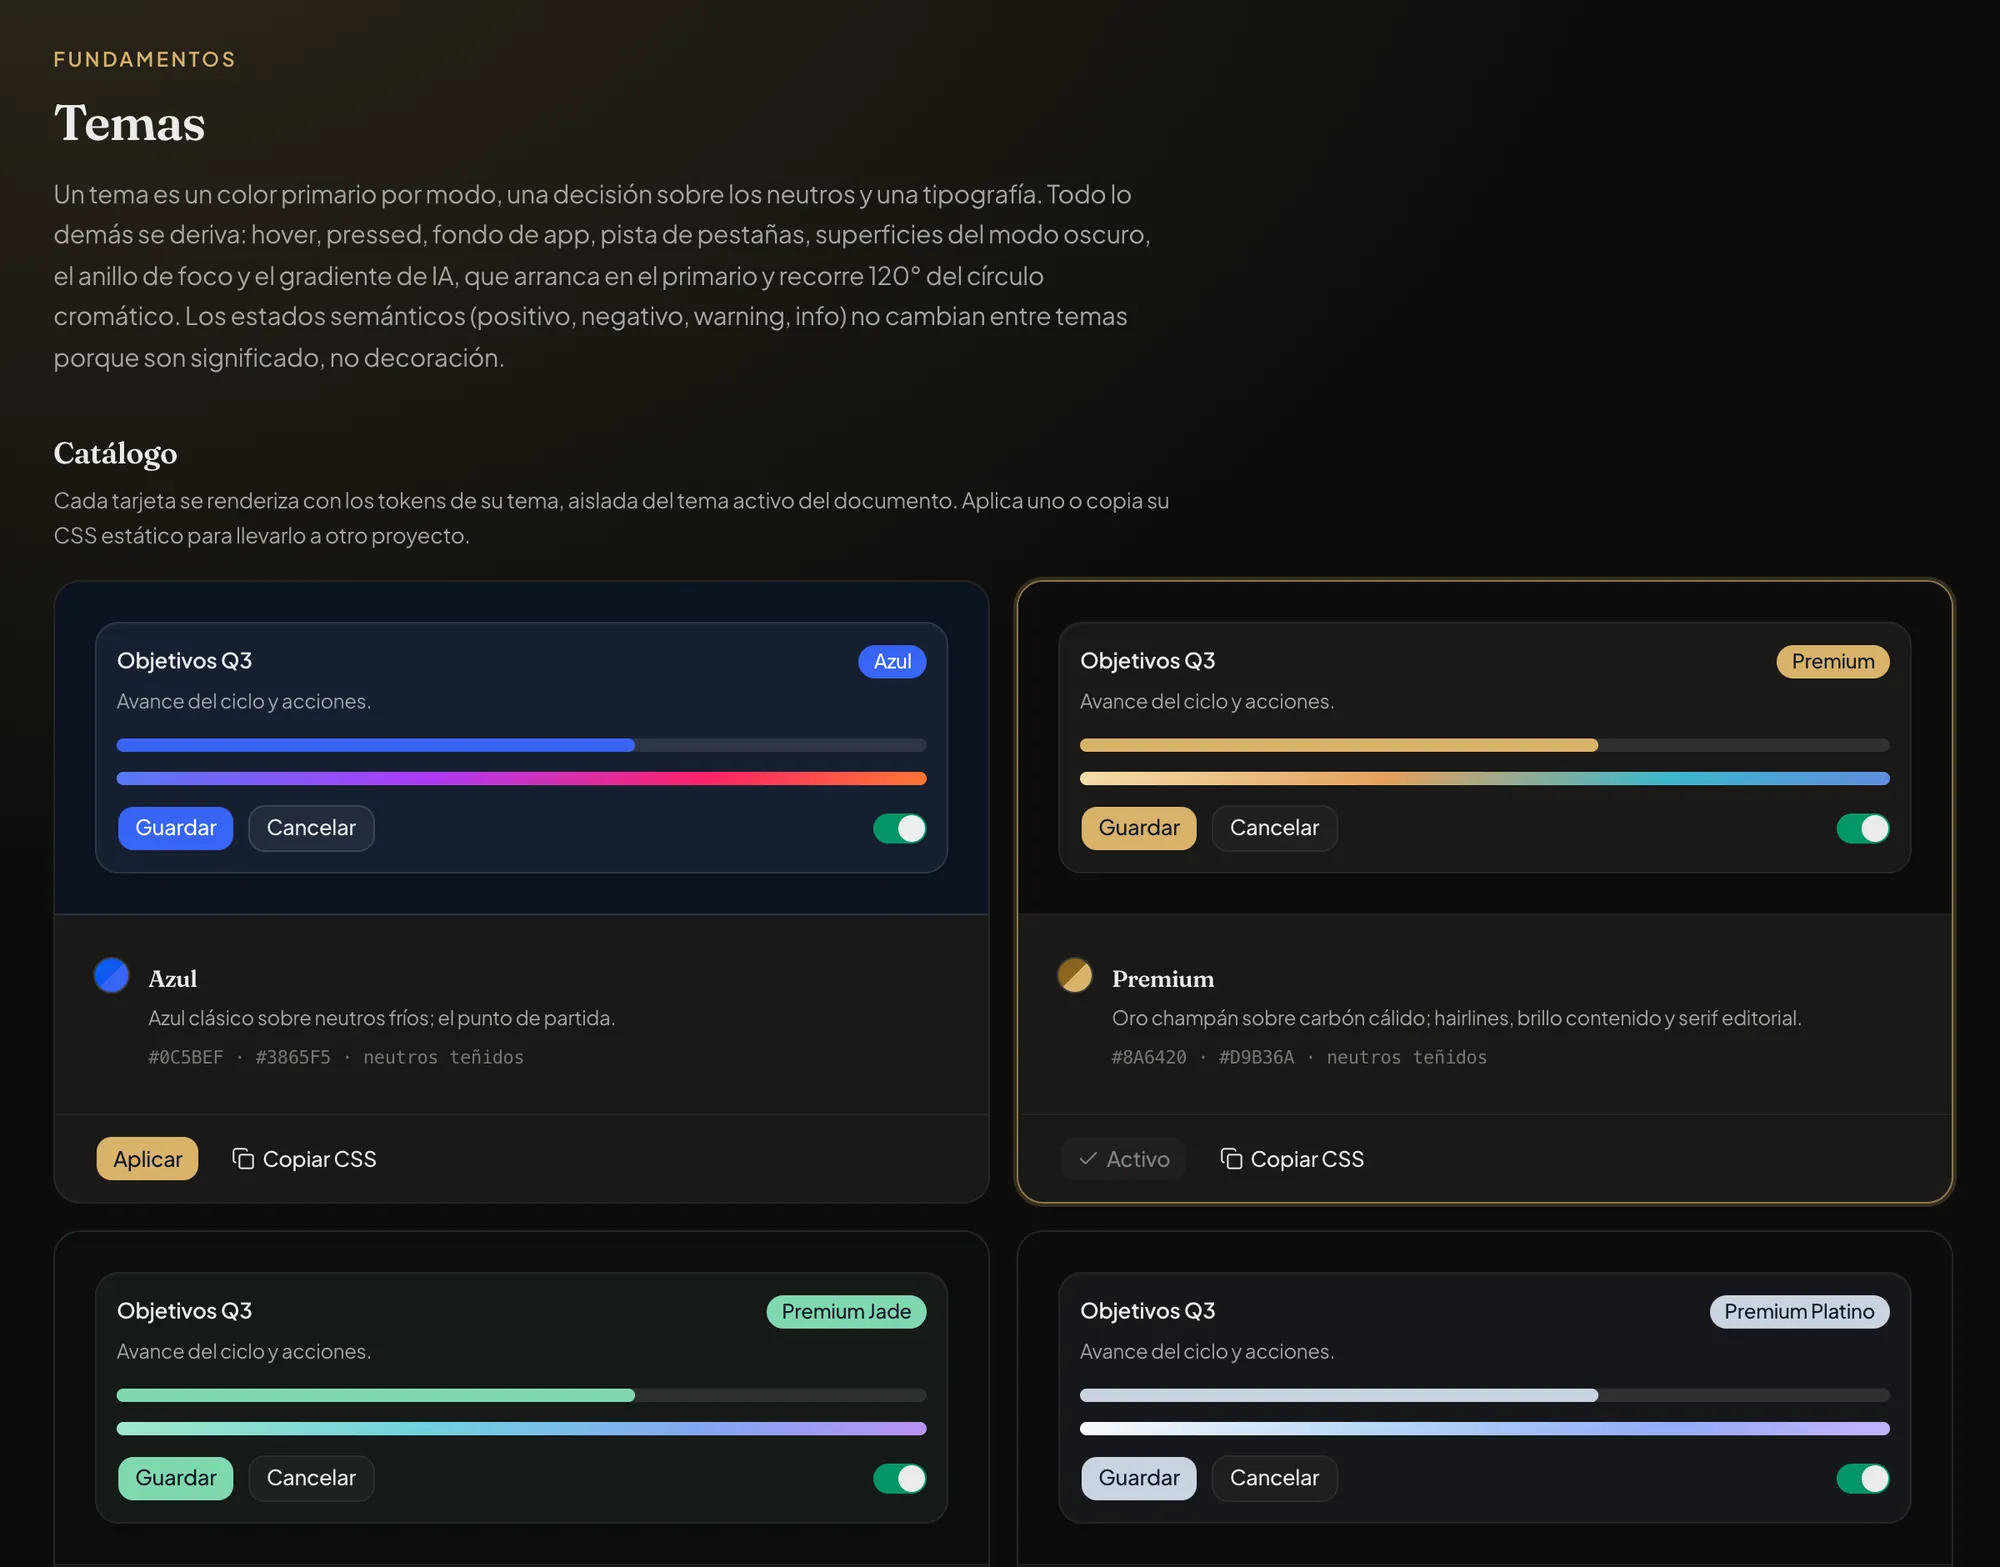 FUNDAMENTOS
Temas
Un tema es un color primario por modo, una decisión sobre los neutros y una tipografía. Todo lo
demás se deriva: hover, pressed, fondo de app, pista de pestañas, superficies del modo oscuro,
el anillo de foco y el gradiente de IA, que arranca en el primario y recorre 120° del círculo
cromático. Los estados semánticos (positivo, negativo, warning, info) no cambian entre temas
porque son significado, no decoración.
Catálogo
Cada tarjeta se renderiza con los tokens de su tema, aislada del tema activo del documento. Aplica uno o copia su
CSS estático para llevarlo a otro proyecto.
Objetivos Q3
Azul
Avance del ciclo y acciones.
Guardar
Cancelar
Azul
Azul clásico sobre neutros fríos; el punto de partida.
#0C5BEF · #3865F5 · neutros teñidos
Aplicar
Copiar CSS
Objetivos Q3
Premium
Avance del ciclo y acciones.
Guardar
Cancelar
Premium
Oro champán sobre carbón cálido; hairlines, brillo contenido y serif editorial.
#8A6420 · #D9B36A · neutros teñidos
Activo
Copiar CSS
Objetivos Q3
Premium Jade
Avance del ciclo y acciones.
Guardar
Cancelar
Objetivos Q3
Premium Platino
Avance del ciclo y acciones.
Guardar
Cancelar